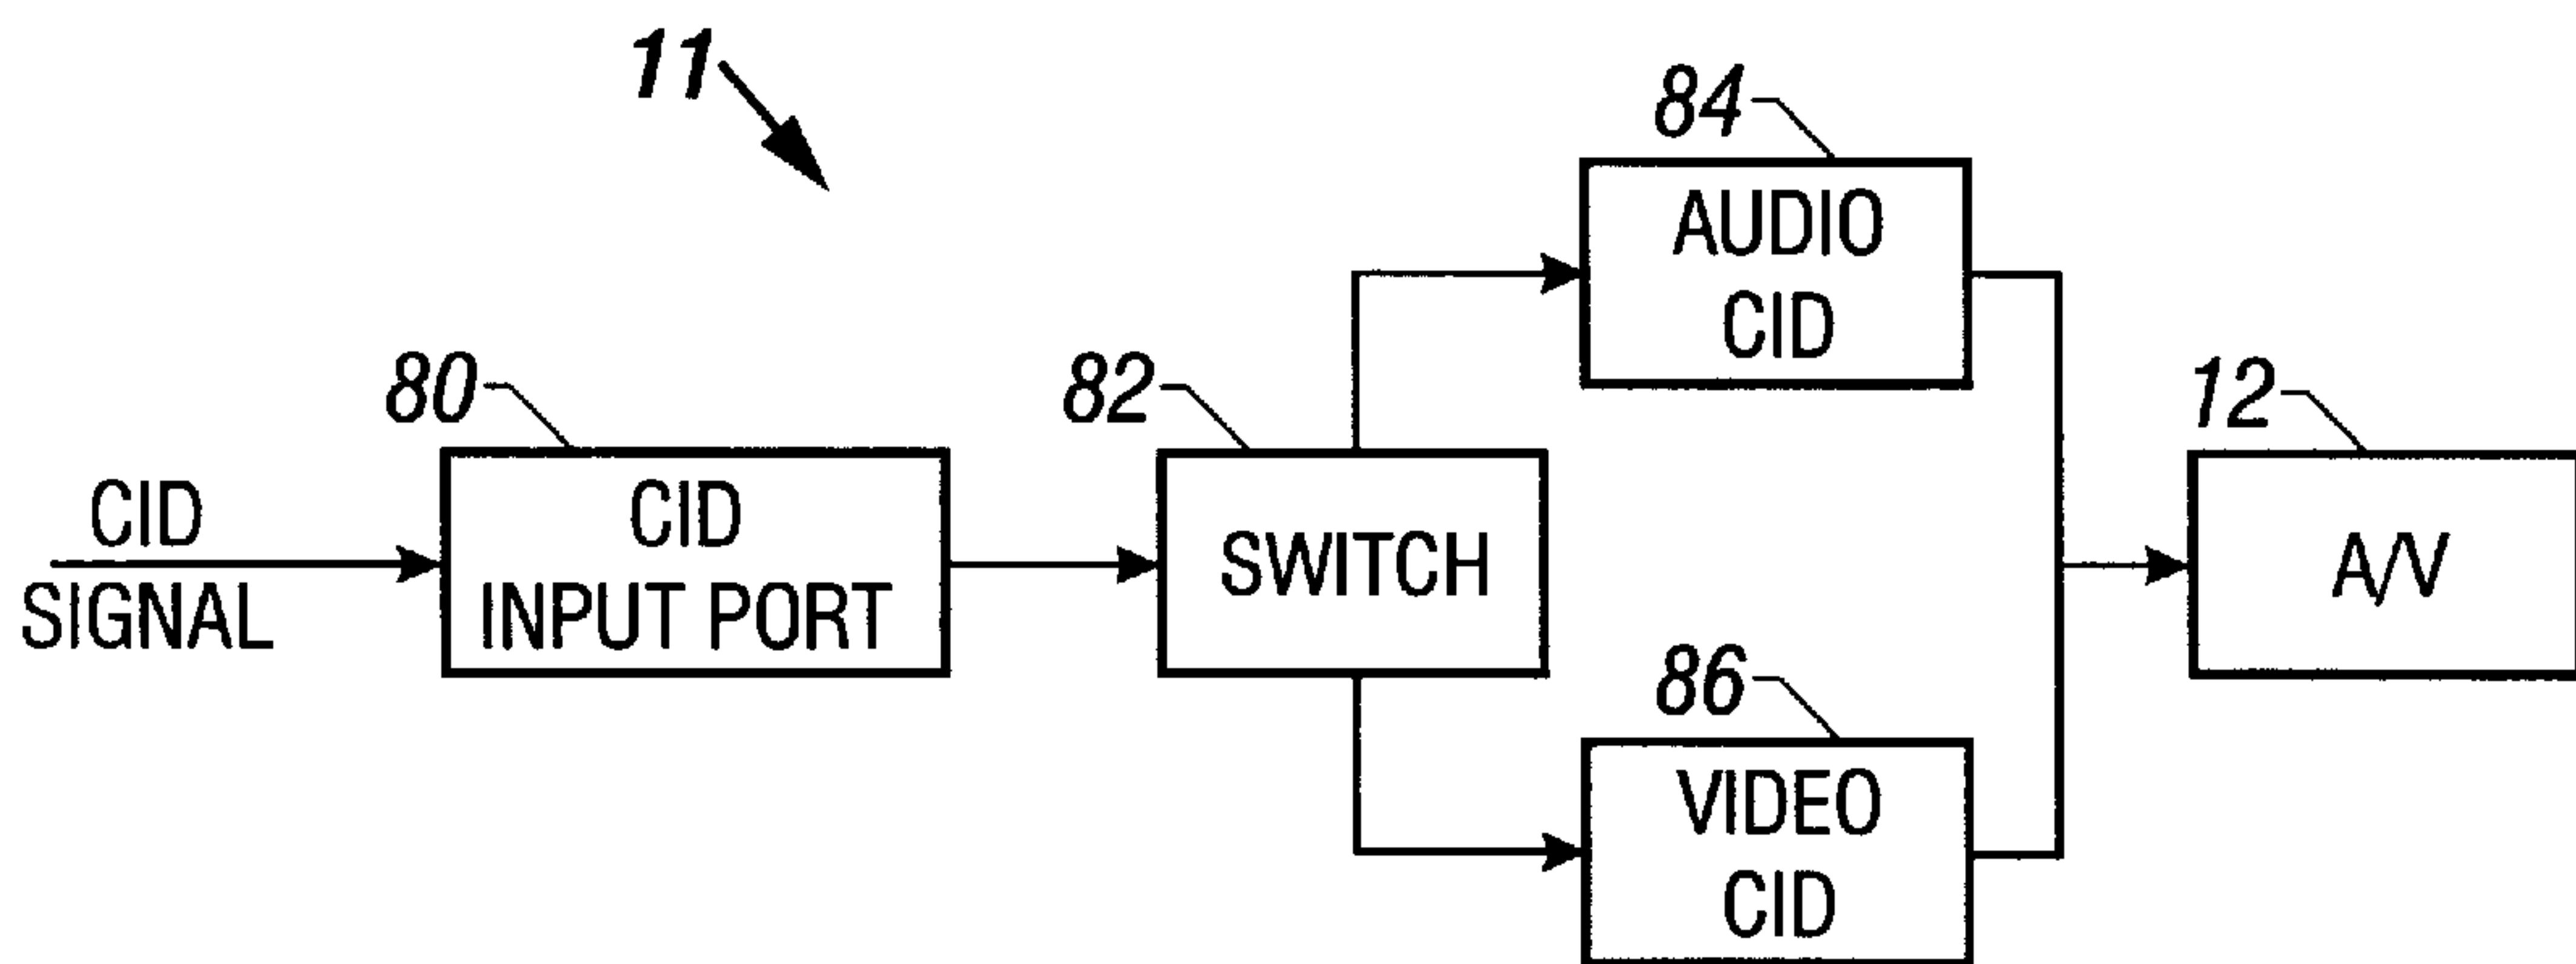 11
84
AUDIO
CID
80
82
12
CID
SIGNAL
CID
INPUT PORT
SWITCH
A/V
86
VIDEO
CID